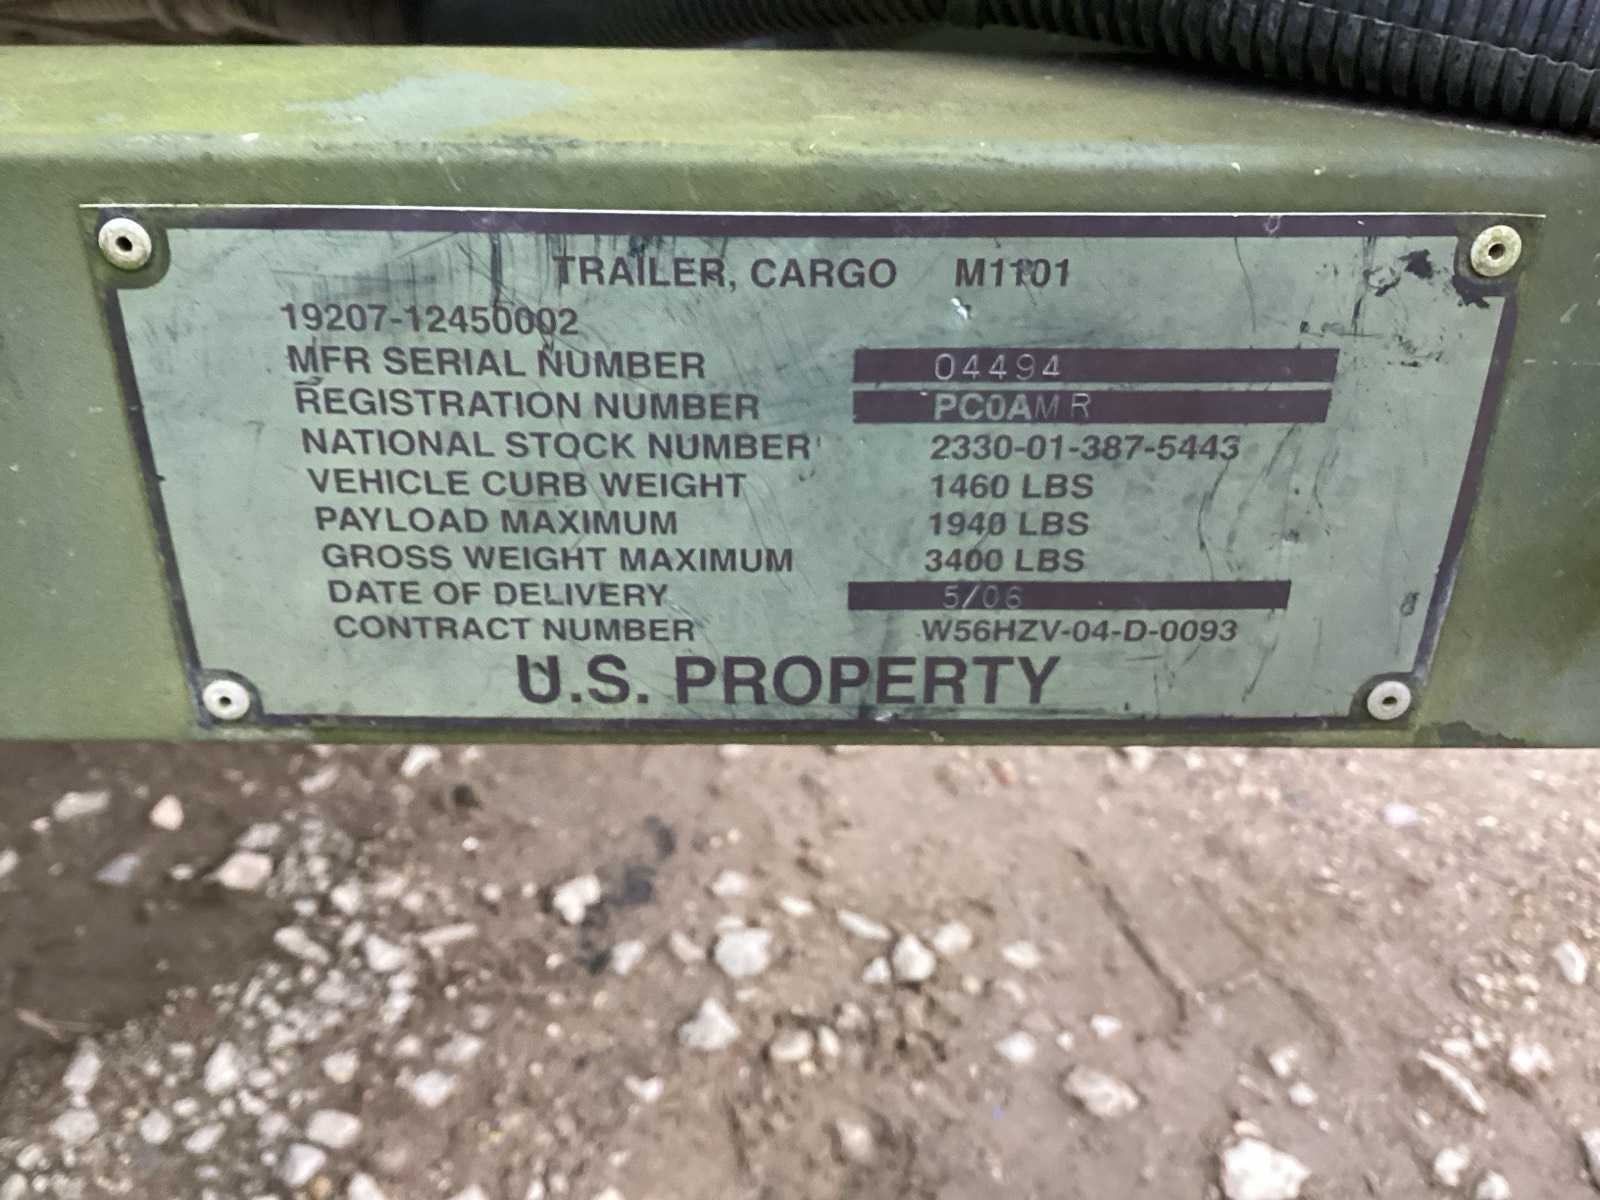 TRAILER, CARGO M1101
19207-12450002
MFR SERIAL NUMBER 04494
REGISTRATION NUMBER PC0AMR
NATIONAL STOCK NUMBER 2330-01-387-5443
VEHICLE CURB WEIGHT 1460 LBS
PAYLOAD MAXIMUM 1940 LBS
GROSS WEIGHT MAXIMUM 3400 LBS
DATE OF DELIVERY 5/06
CONTRACT NUMBER W56HZV-04-D-0093
U.S. PROPERTY